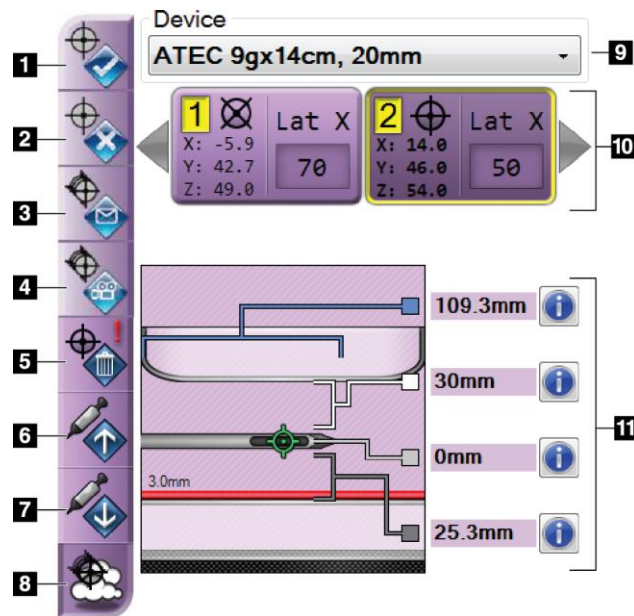 Device
1
ATEC 9gx14cm, 20mm
9
2
1
Lat X
X: -5.9
Y: 42.7
Z: 49.0
70
2
Lat X
X: 14.0
Y: 46.0
Z: 54.0
50
10
3
4
109.3mm
5
!
30mm
6
0mm
11
7
3.0mm
25.3mm
8